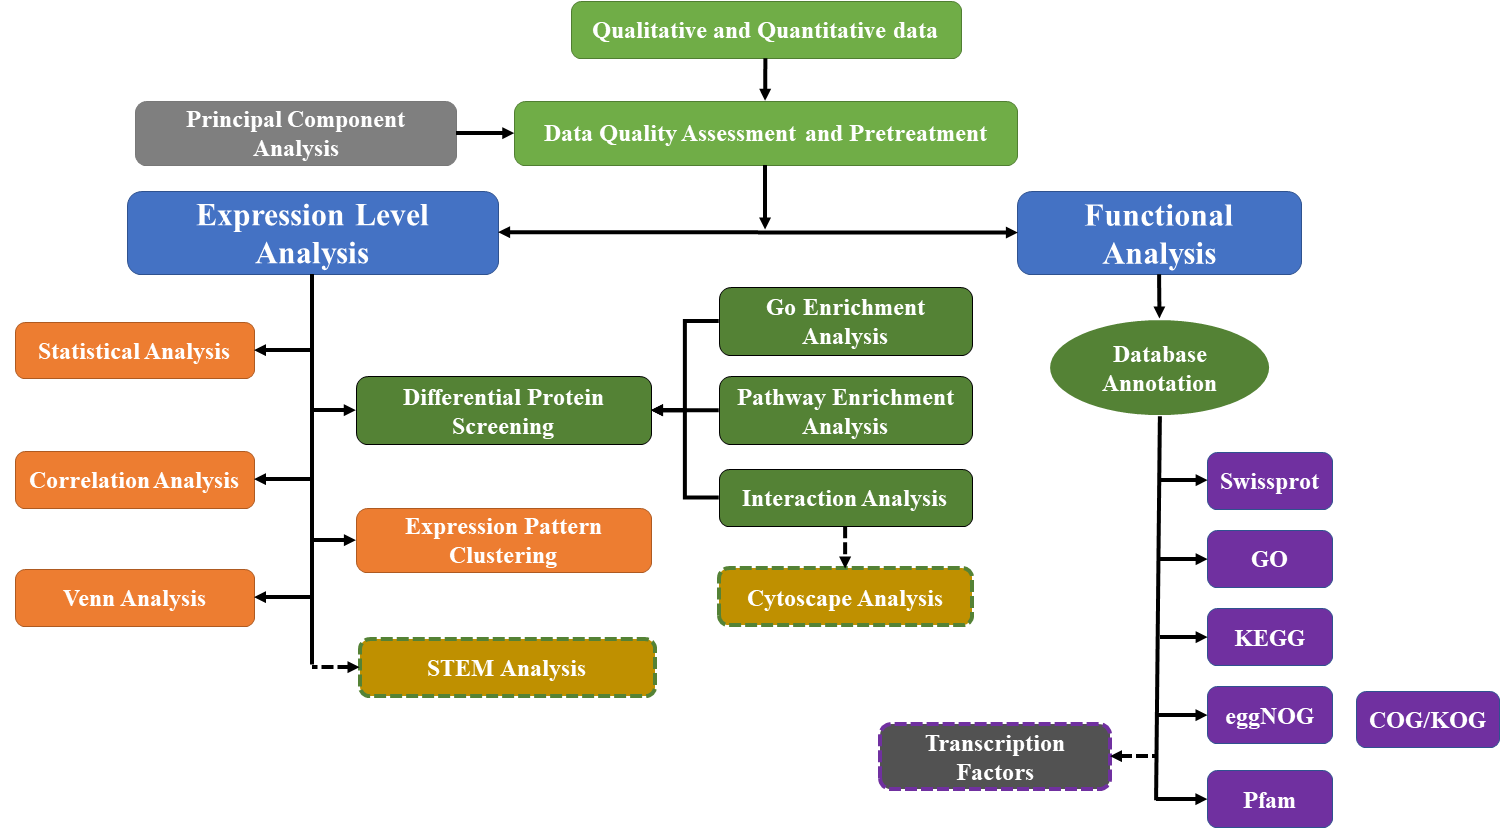 Qualitative and Quantitative data
Principal Component
Analysis
Data Quality Assessment and Pretreatment
Expression Level
Analysis
Functional
Analysis
Statistical Analysis
Correlation Analysis
Venn Analysis
Differential Protein
Screening
Expression Pattern
Clustering
STEM Analysis
Go Enrichment
Analysis
Pathway Enrichment
Analysis
Interaction Analysis
Cytoscape Analysis
Database
Annotation
Swissprot
GO
KEGG
eggNOG
COG/KOG
Transcription
Factors
Pfam